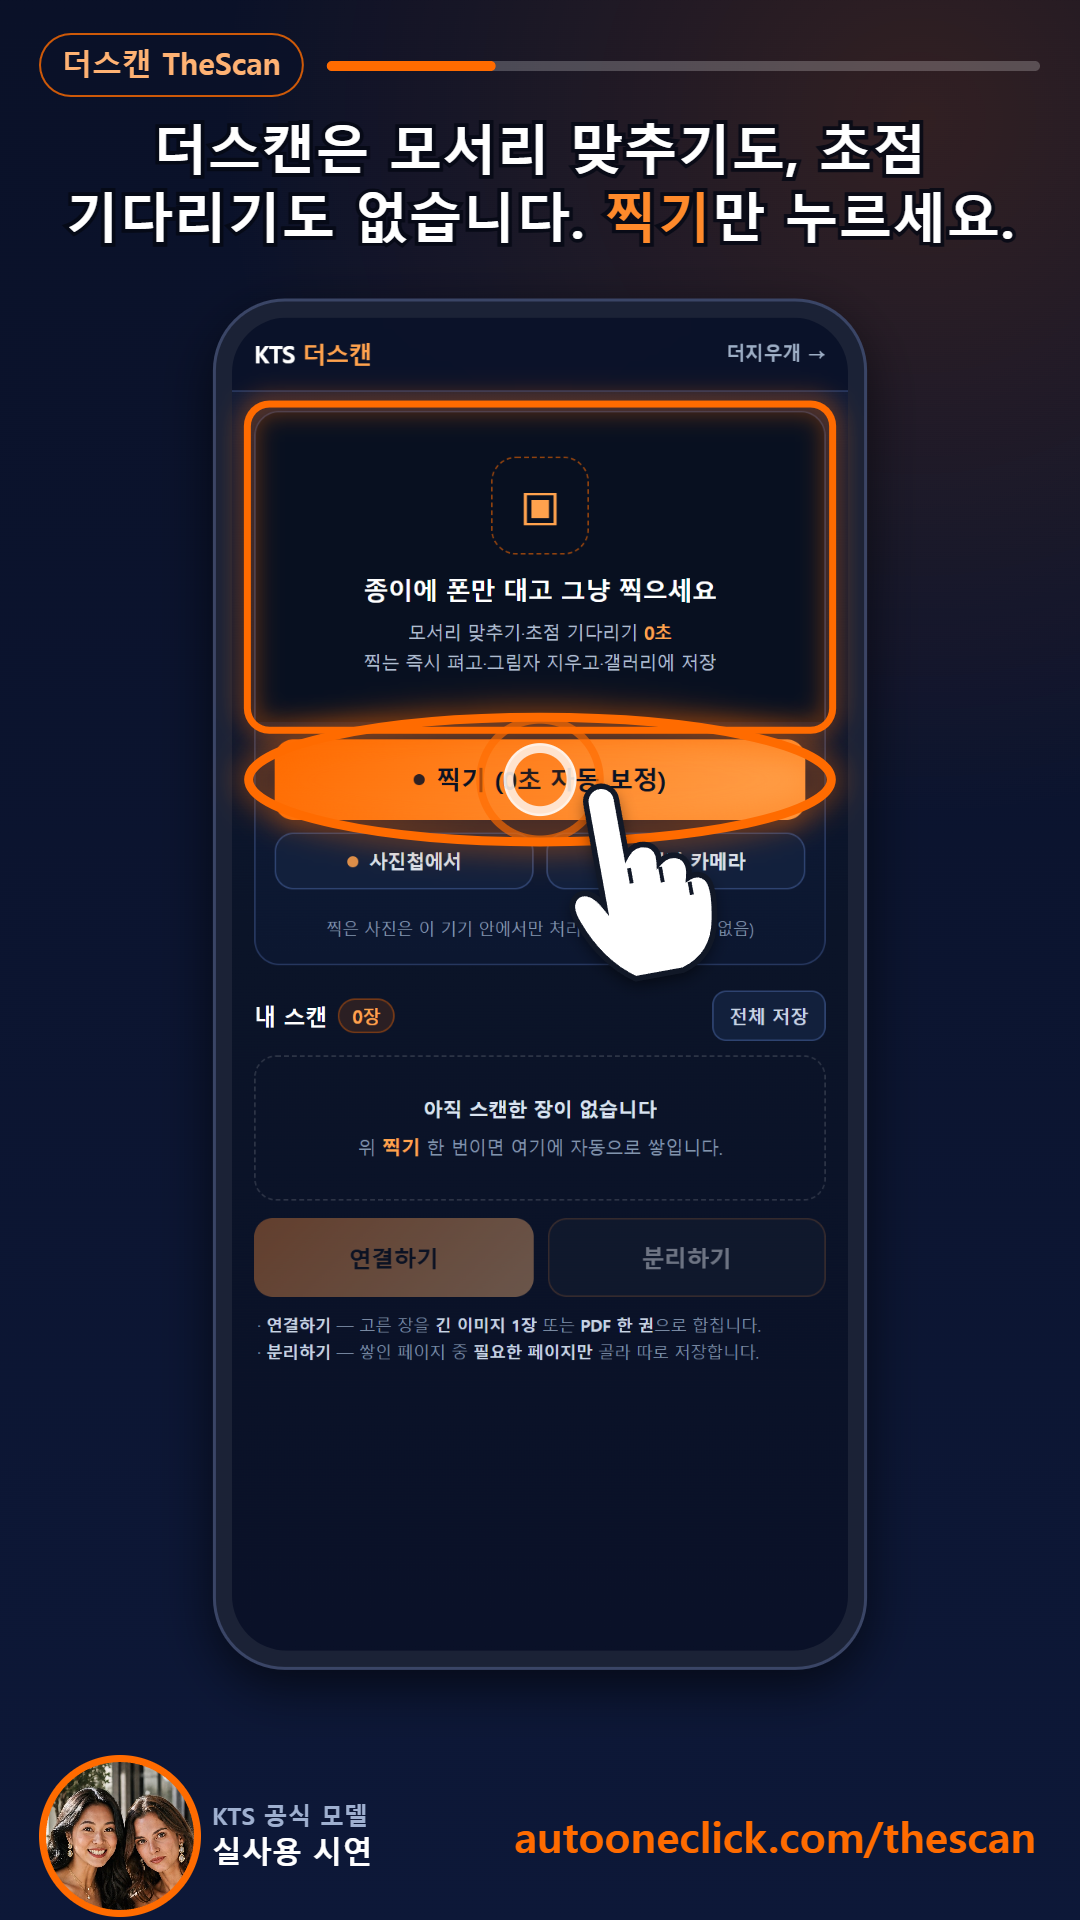 더스캔 TheScan
더스캔은 모서리 맞추기도, 초점
기다리기도 없습니다. 찍기만 누르세요.
KTS 더스캔
더지우개 →
종이에 폰만 대고 그냥 찍으세요
모서리 맞추기·초점 기다리기 0초
찍는 즉시 펴고·그림자 지우고·갤러리에 저장
찍기 (0초 자동 보정)
사진첩에서
카메라
찍은 사진은 이 기기 안에서만 처리 없음)
내 스캔 0장
전체 저장
아직 스캔한 장이 없습니다
위 찍기 한 번이면 여기에 자동으로 쌓입니다.
연결하기
분리하기
· 연결하기 — 고른 장을 긴 이미지 1장 또는 PDF 한 권으로 합칩니다.
· 분리하기 — 쌓인 페이지 중 필요한 페이지만 골라 따로 저장합니다.
KTS 공식 모델
실사용 시연
autooneclick.com/thescan